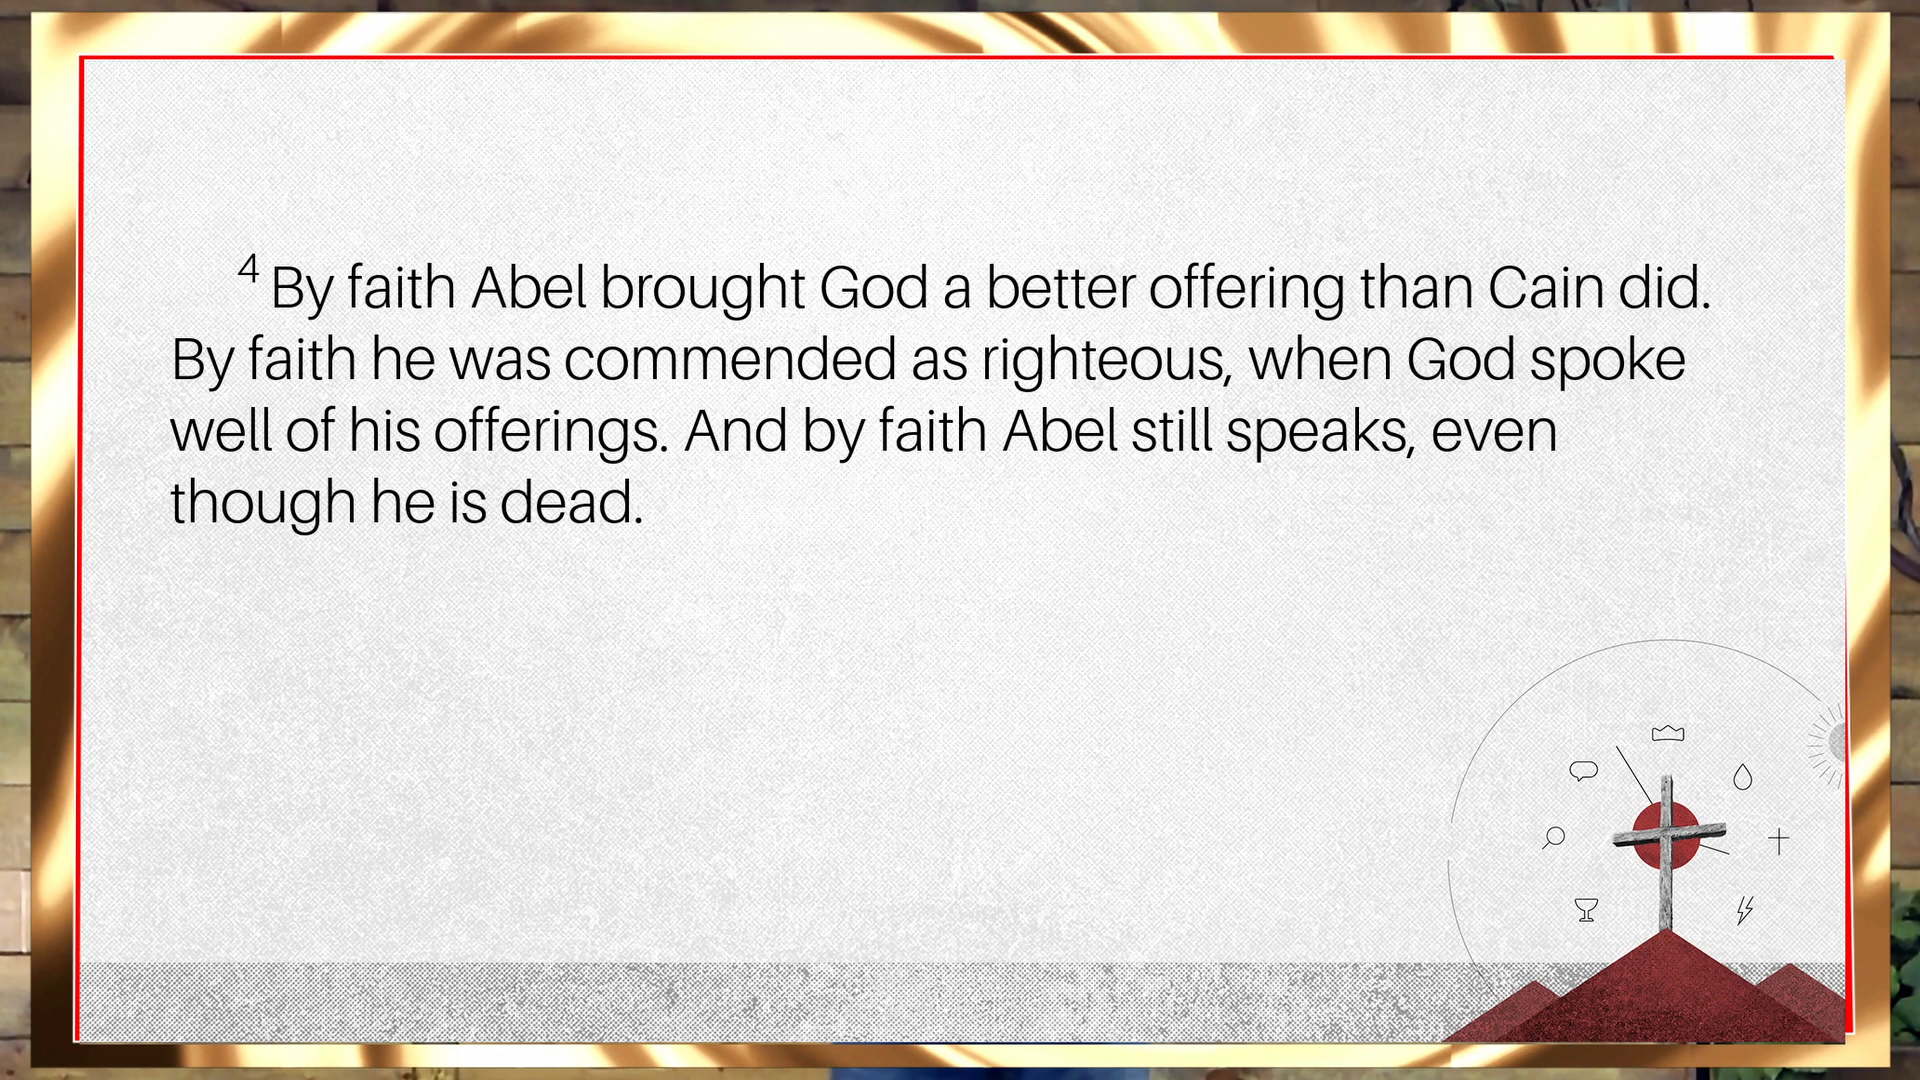 4 By faith Abel brought God a better offering than Cain did.
By faith he was commended as righteous, when God spoke
well of his offerings. And by faith Abel still speaks, even
though he is dead.